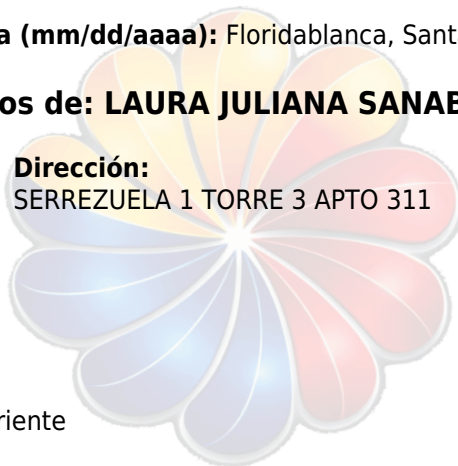 a (mm/dd/aaaa): Floridablanca, Sant
os de: LAURA JULIANA SANAB
Dirección:
SERREZUELA 1 TORRE 3 APTO 311
riente